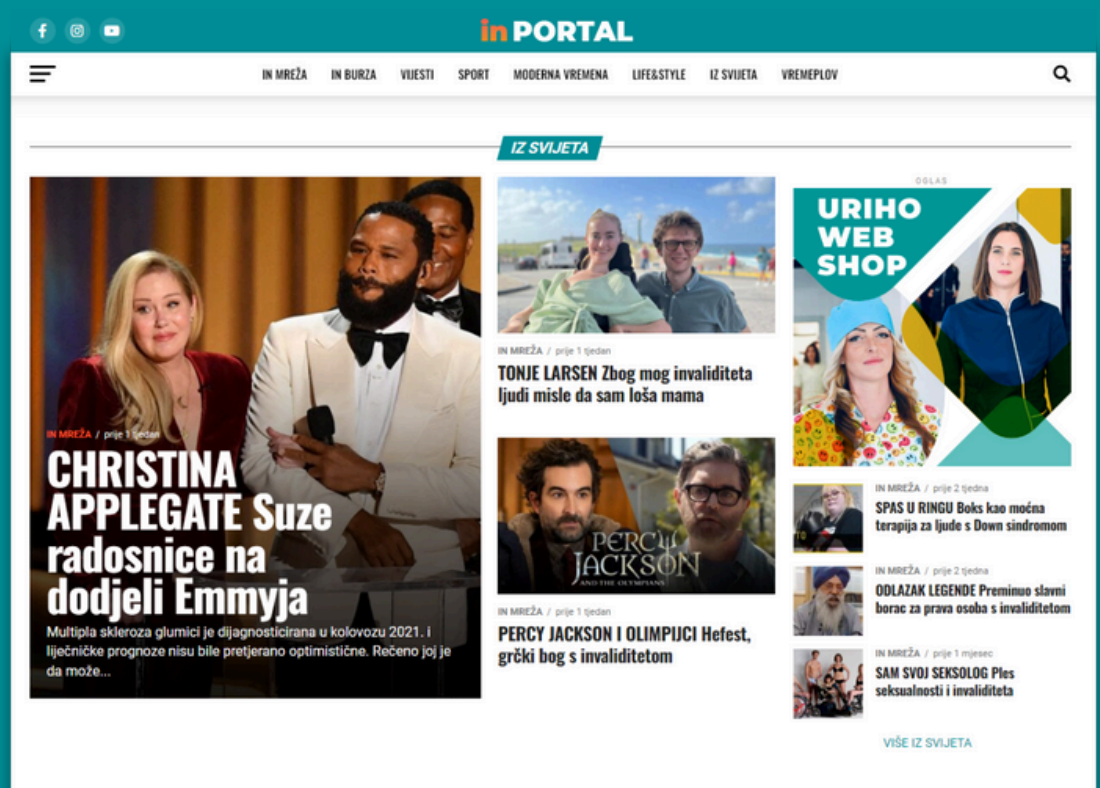 in PORTAL
IN MREŽA IN BURZA VIJESTI SPORT MODERNA VREMENA LIFE&STYLE IZ SVIJETA VREMEPLOV
IZ SVIJETA
IN MREŽA / prije 1 tjedan
CHRISTINA
APPLEGATE Suze
radosnice na
dodjeli Emmyja
Multipla skleroza glumici je dijagnosticirana u kolovozu 2021. i
liječničke prognoze nisu bile pretjerano optimistične. Rečeno joj je
da može...
IN MREŽA / prije 1 tjedan
TONJE LARSEN Zbog mog invaliditeta
ljudi misle da sam loša mama
PERCY
JACKSON
AND THE OLYMPIANS
IN MREŽA / prije 1 tjedan
PERCY JACKSON I OLIMPIJCI Hefest,
grčki bog s invaliditetom
OGLAS
URIHO
WEB
SHOP
IN MREŽA / prije 2 tjedna
SPAS U RINGU Boks kao moćna
terapija za ljude s Down sindromom
IN MREŽA / prije 2 tjedna
ODLAZAK LEGENDE Preminuo slavni
borac za prava osoba s invaliditetom
IN MREŽA / prije 1 mjesec
SAM SVOJ SEKSOLOG Ples
seksualnosti i invaliditeta
VIŠE IZ SVIJETA